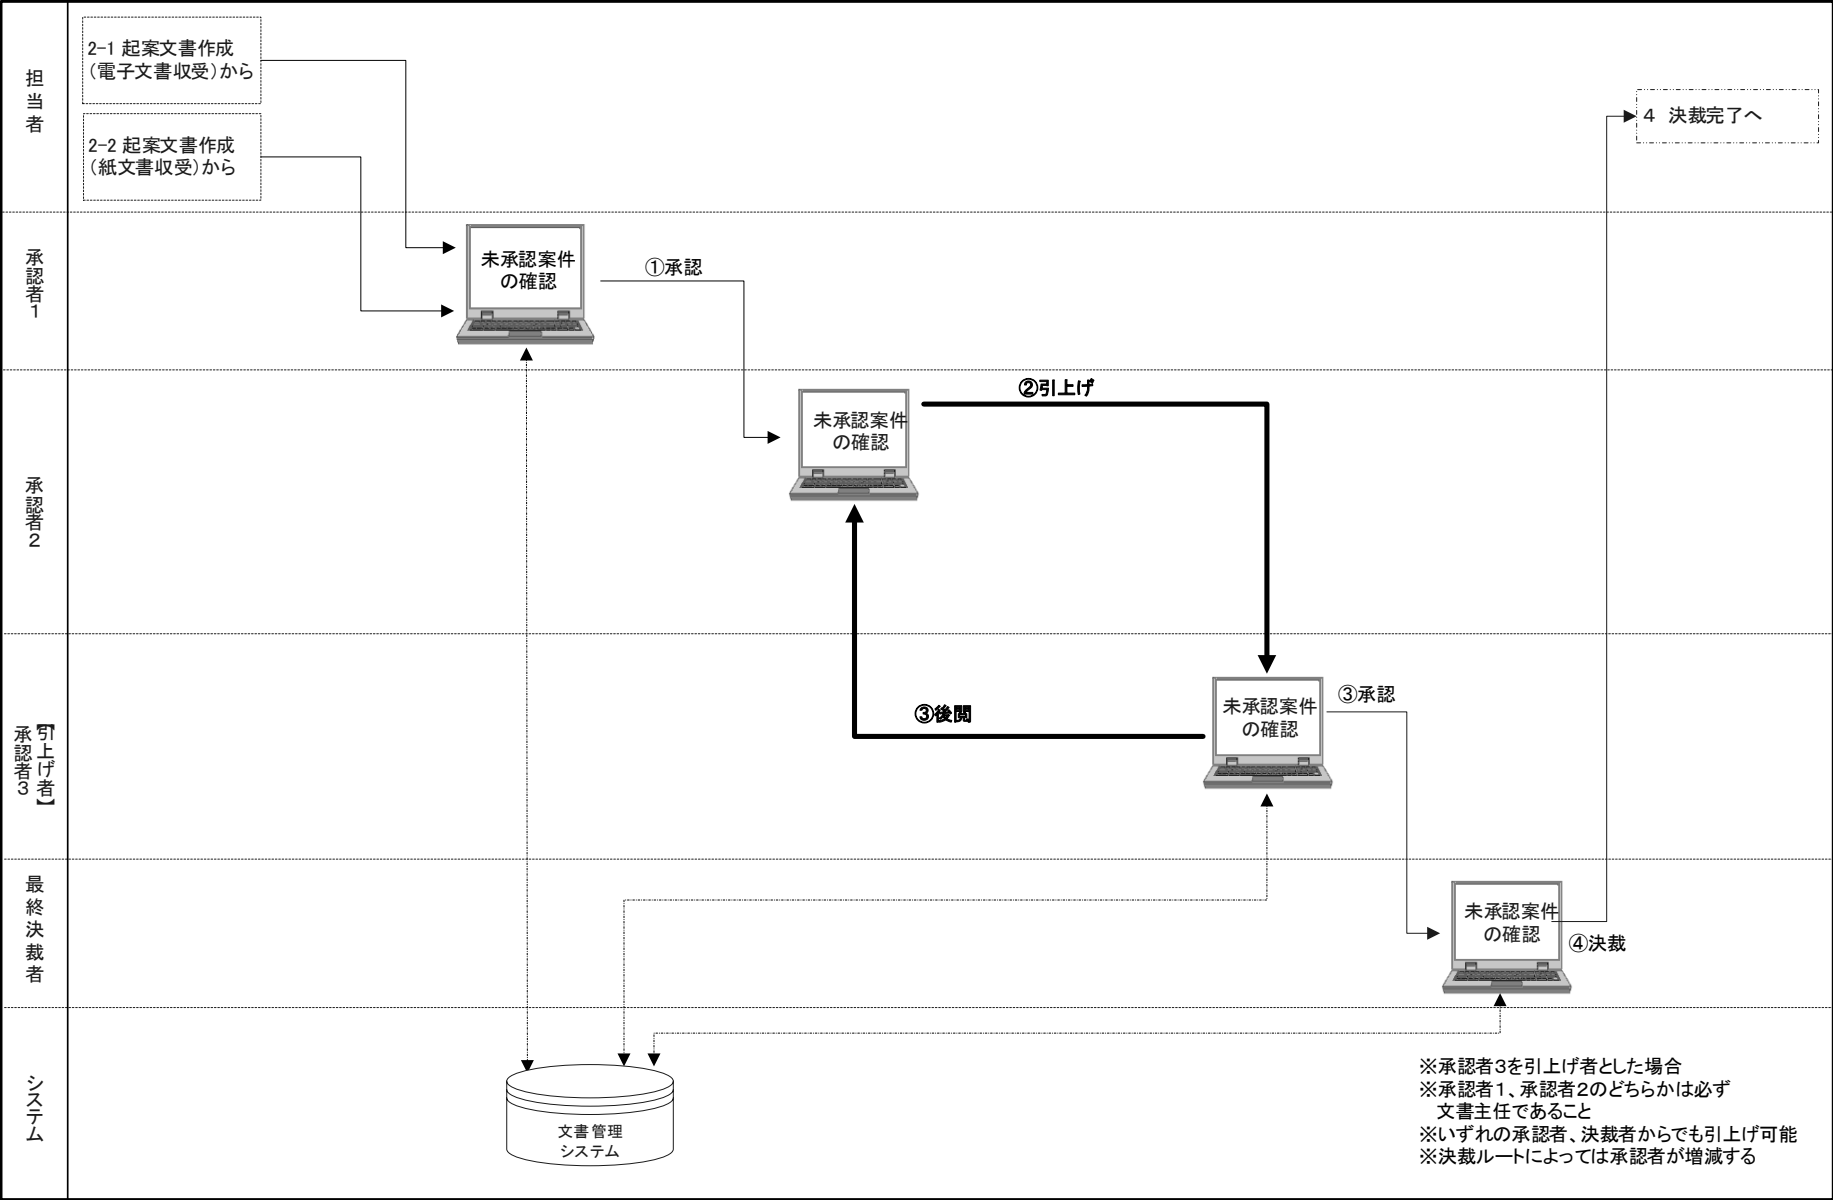 担当者
2-1 起案文書作成
（電子文書収受）から
2-2 起案文書作成
（紙文書収受）から
4 決裁完了へ
承認者1
未承認案件
の確認
①承認
承認者2
未承認案件
の確認
②引上げ
【引上げ者】
承認者3
③後閲
未承認案件
の確認
③承認
最終決裁者
未承認案件
の確認
④決裁
システム
文書管理
システム
※承認者3を引上げ者とした場合
※承認者1、承認者2のどちらかは必ず
文書主任であること
※いずれの承認者、決裁者からでも引上げ可能
※決裁ルートによっては承認者が増減する